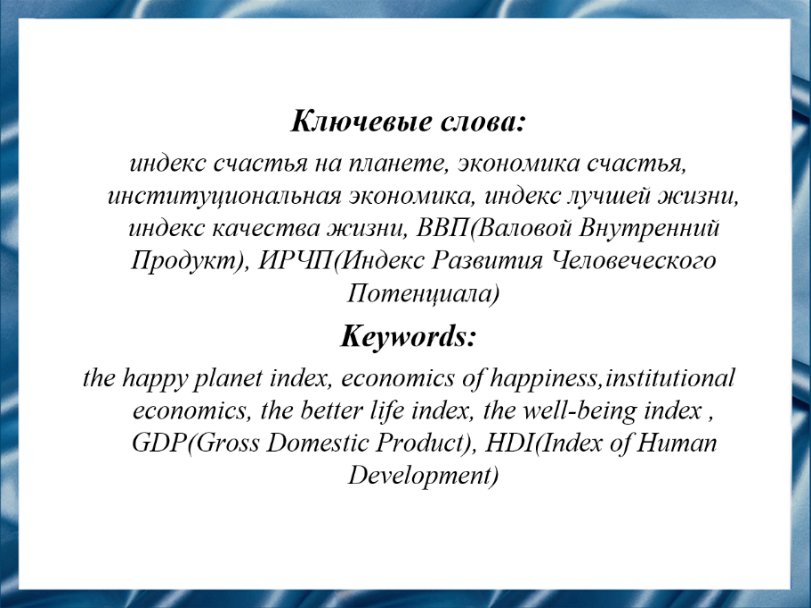 Ключевые слова:
индекс счастья на планете, экономика счастья,
институциональная экономика, индекс лучшей жизни,
индекс качества жизни, ВВП(Валовой Внутренний
Продукт), ИРЧП(Индекс Развития Человеческого
Потенциала)
Keywords:
the happy planet index, economics of happiness,institutional
economics, the better life index, the well-being index ,
GDP(Gross Domestic Product), HDI(Index of Human
Development)